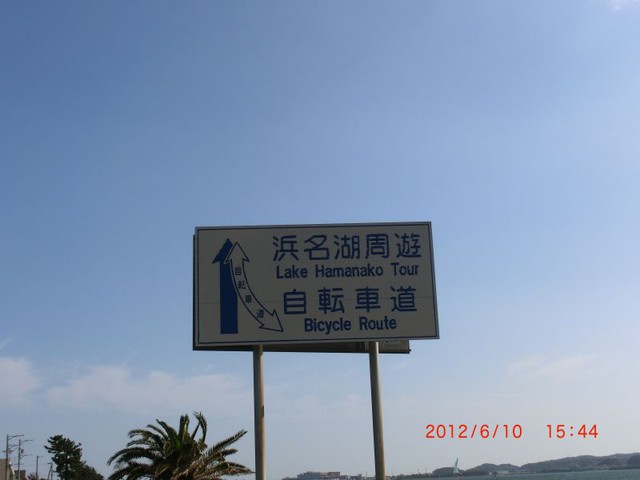 浜名湖周遊
Lake Hamanako Tour
自転車道
Bicycle Route
自転車道
2012/6/10 15:44